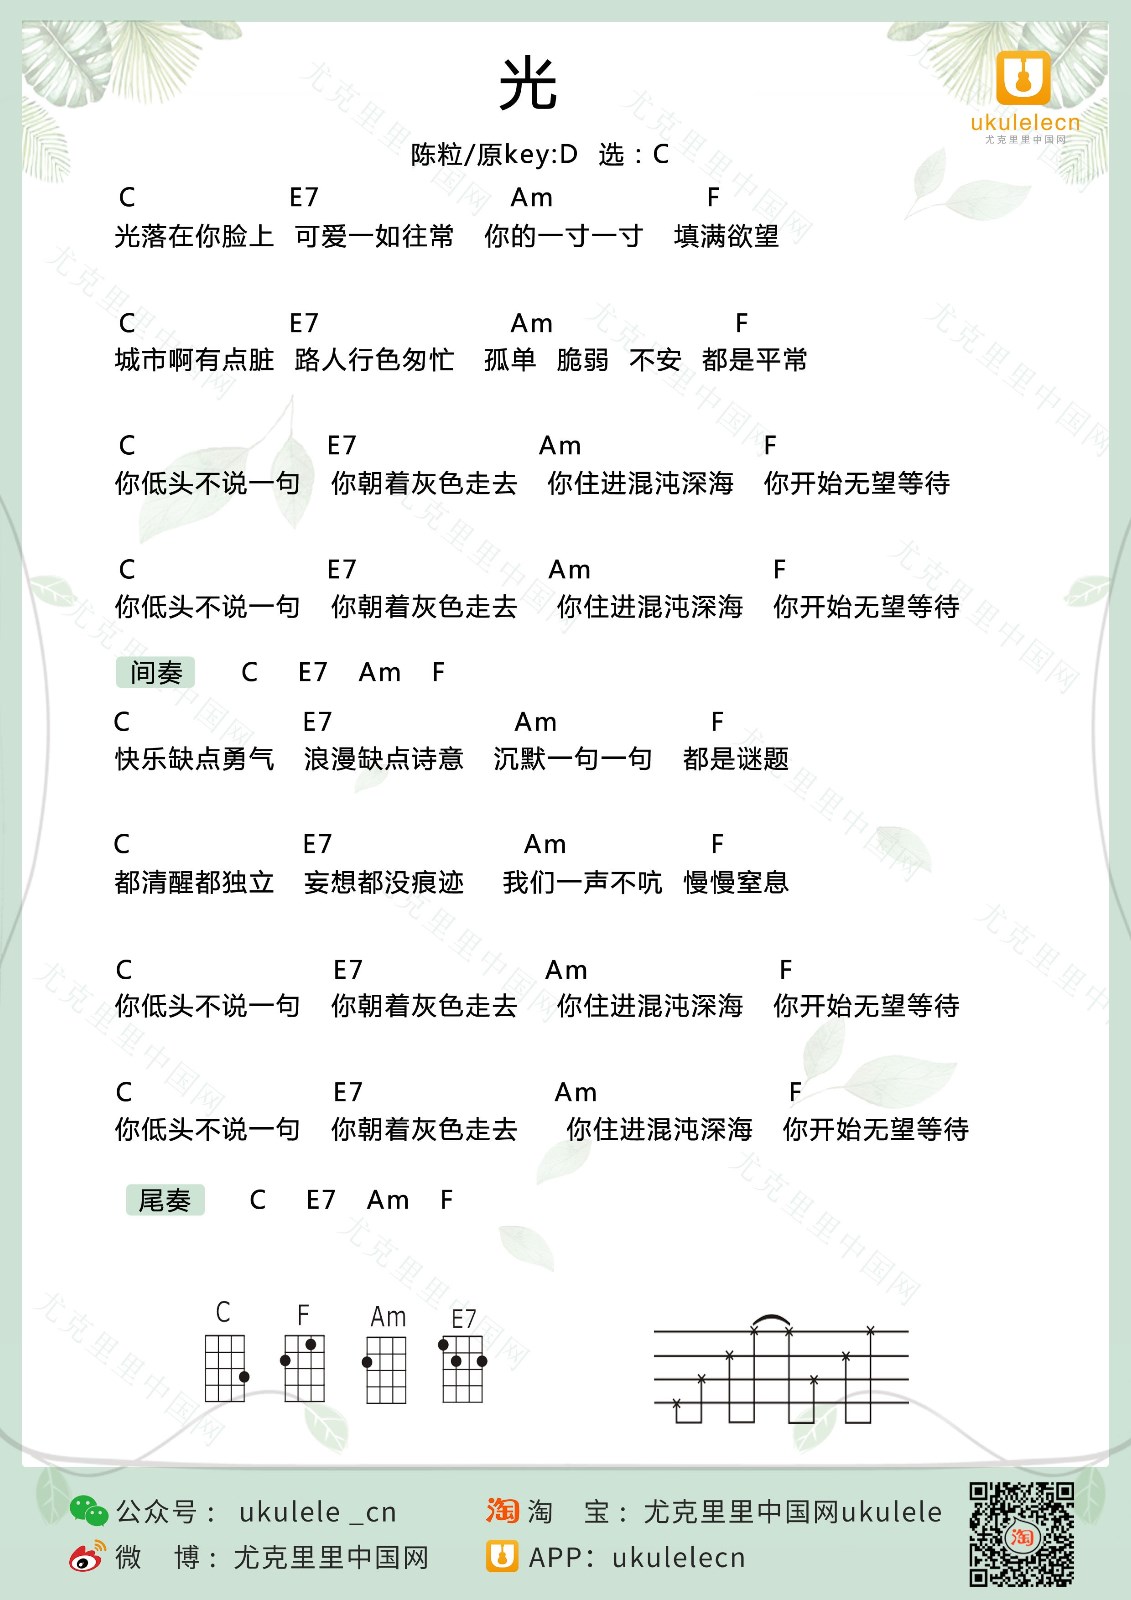 光
ukulelecn
尤克里里中国网
陈粒/原key:D 选：C
C E7 Am F
光落在你脸上 可爱一如往常 你的一寸一寸 填满欲望
C E7 Am F
城市啊有点脏 路人行色匆忙 孤单 脆弱 不安 都是平常
C E7 Am F
你低头不说一句 你朝着灰色走去 你住进混沌深海 你开始无望等待
C E7 Am F
你低头不说一句 你朝着灰色走去 你住进混沌深海 你开始无望等待
间奏 C E7 Am F
C E7 Am F
快乐缺点勇气 浪漫缺点诗意 沉默一句一句 都是谜题
C E7 Am F
都清醒都独立 妄想都没痕迹 我们一声不吭 慢慢窒息
C E7 Am F
你低头不说一句 你朝着灰色走去 你住进混沌深海 你开始无望等待
C E7 Am F
你低头不说一句 你朝着灰色走去 你住进混沌深海 你开始无望等待
尾奏 C E7 Am F
C F Am E7
公众号： ukulele _cn
淘 淘 宝：尤克里里中国网ukulele
微 博：尤克里里中国网
APP：ukulelecn
淘